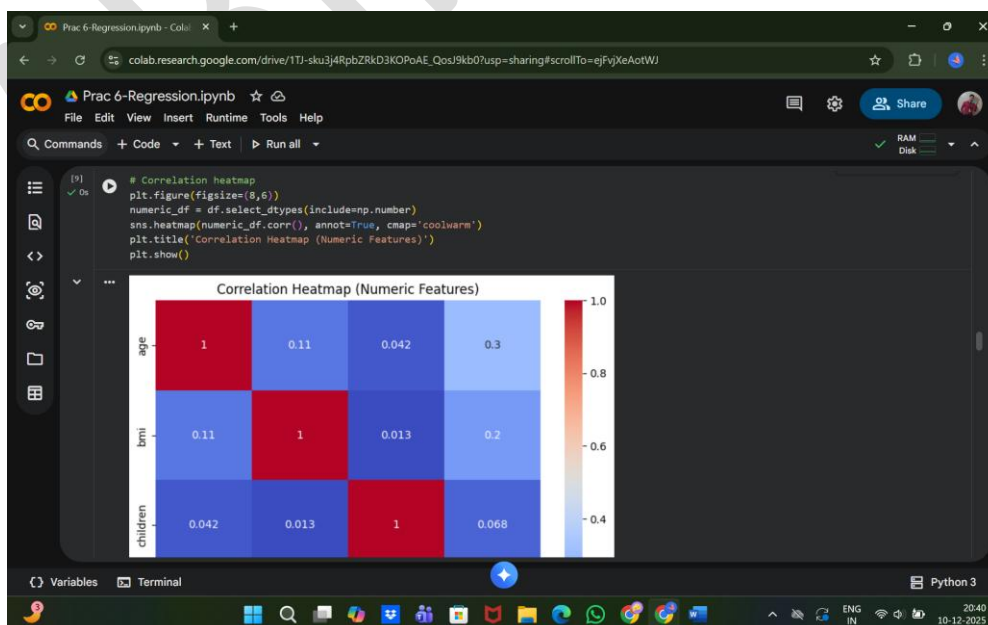 Prac 6-Regression.ipynb - Colab
colab.research.google.com/drive/1TJ-sku3j4RpbZRkD3KOPoAE_QosJ9kb0?usp=sharing#scrollTo=ejFvjXeAotWJ
CO
Prac 6-Regression.ipynb
Share
File Edit View Insert Runtime Tools Help
Commands + Code + Text Run all
RAM
Disk
[9]
0s
# Correlation heatmap
plt.figure(figsize=(8,6))
numeric_df = df.select_dtypes(include=np.number)
sns.heatmap(numeric_df.corr(), annot=True, cmap='coolwarm')
plt.title('Correlation Heatmap (Numeric Features)')
plt.show()
Correlation Heatmap (Numeric Features)
age 1 0.11 0.042 0.3
bmi 0.11 1 0.013 0.2
children 0.042 0.013 1 0.068
1.0
0.8
0.6
0.4
{} Variables Terminal
Python 3
3
ENG
IN
20:40
10-12-2025